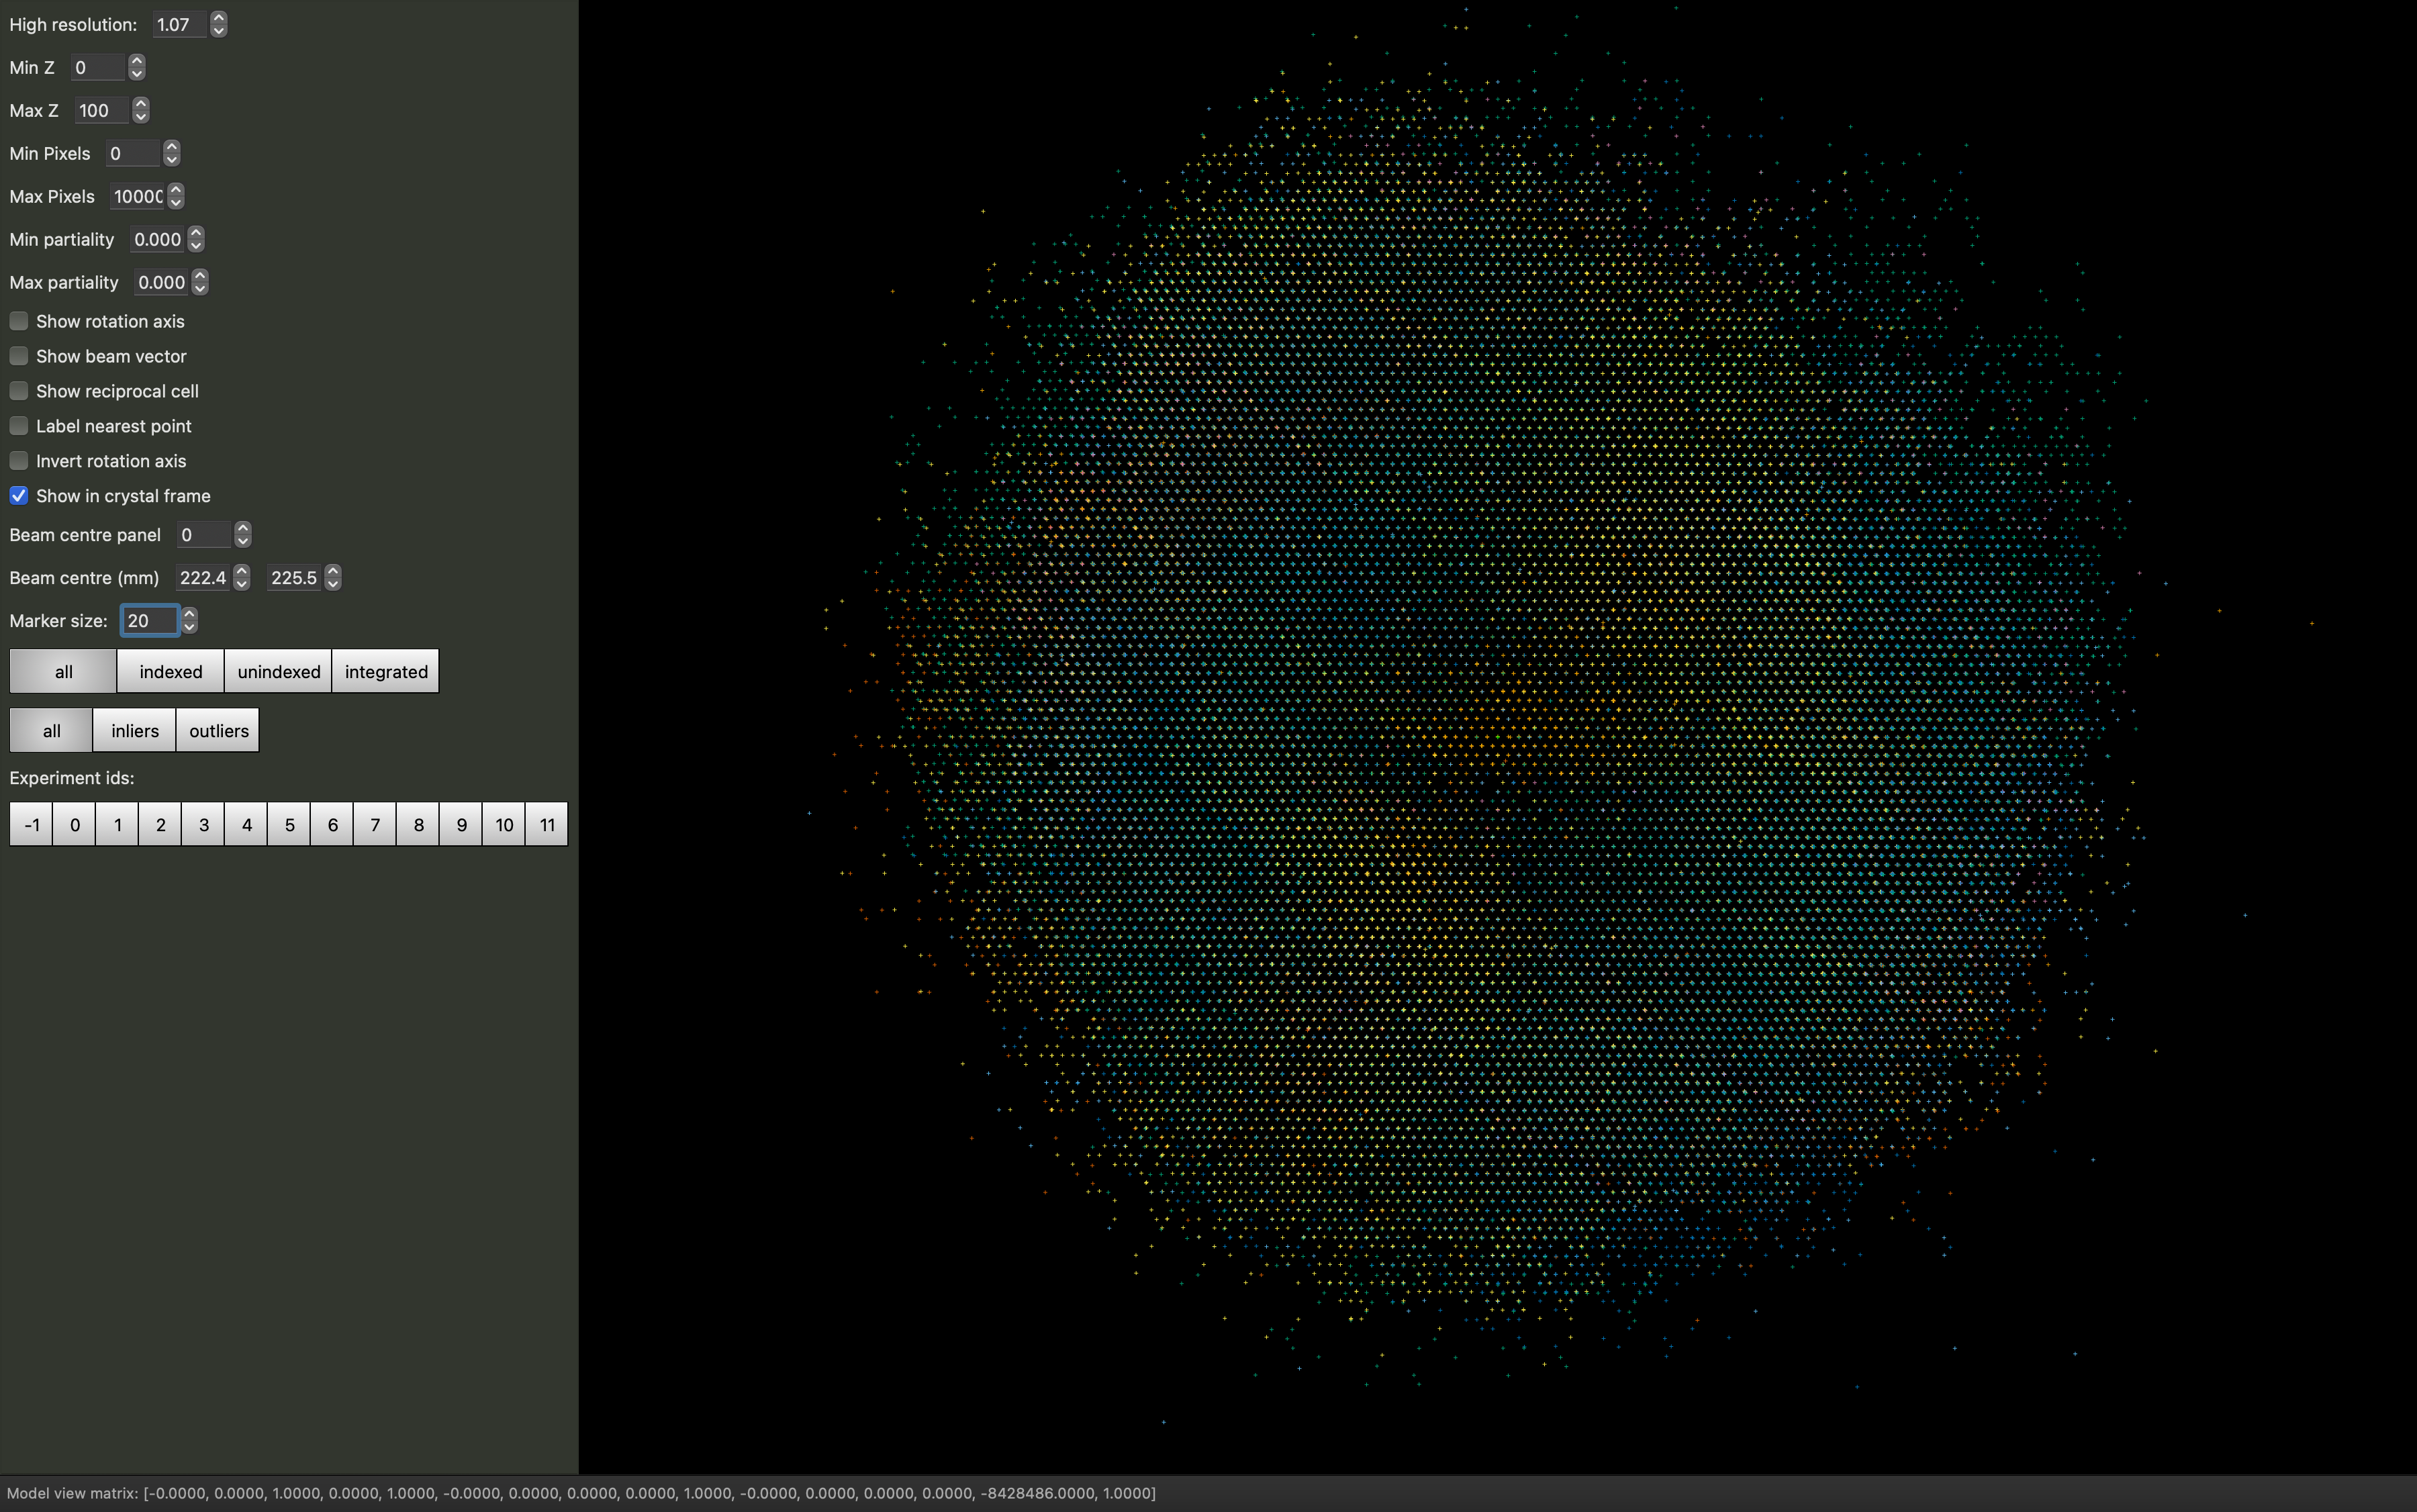 High resolution: 1.07
Min Z 0
Max Z 100
Min Pixels 0
Max Pixels 1000
Min partiality 0.000
Max partiality 0.000
Show rotation axis
Show beam vector
Show reciprocal cell
Label nearest point
Invert rotation axis
Show in crystal frame
Beam centre panel 0
Beam centre (mm) 222.4 225.5
Marker size: 20
all indexed unindexed integrated
all inliers outliers
Experiment ids:
-1 0 1 2 3 4 5 6 7 8 9 10 11
Model view matrix: [-0.0000, 0.0000, 1.0000, 0.0000, 1.0000, -0.0000, 0.0000, 0.0000, 0.0000, 1.0000, -0.0000, 0.0000, 0.0000, 0.0000, -8428486.0000, 1.0000]